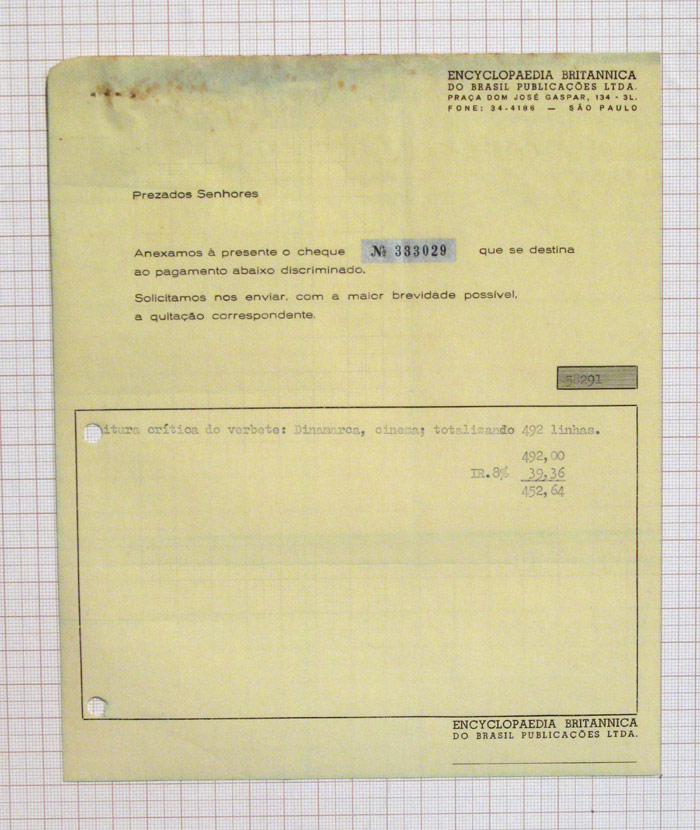 ENCYCLOPAEDIA BRITANNICA
DO BRASIL PUBLICAÇÕES LTDA.
PRAÇA DOM JOSÉ GASPAR, 134 - 3L.
FONE: 34-4186 — SÃO PAULO
Prezados Senhores
Anexamos à presente o cheque Nº 333029 que se destina
ao pagamento abaixo discriminado.
Solicitamos nos enviar, com a maior brevidade possível,
a quitação correspondente.
58291
itura crítica do verbete: Dinamarca, cinema; totalizando 492 linhas.
492,00
IR.8% 39,36
452,64
ENCYCLOPAEDIA BRITANNICA
DO BRASIL PUBLICAÇÕES LTDA.